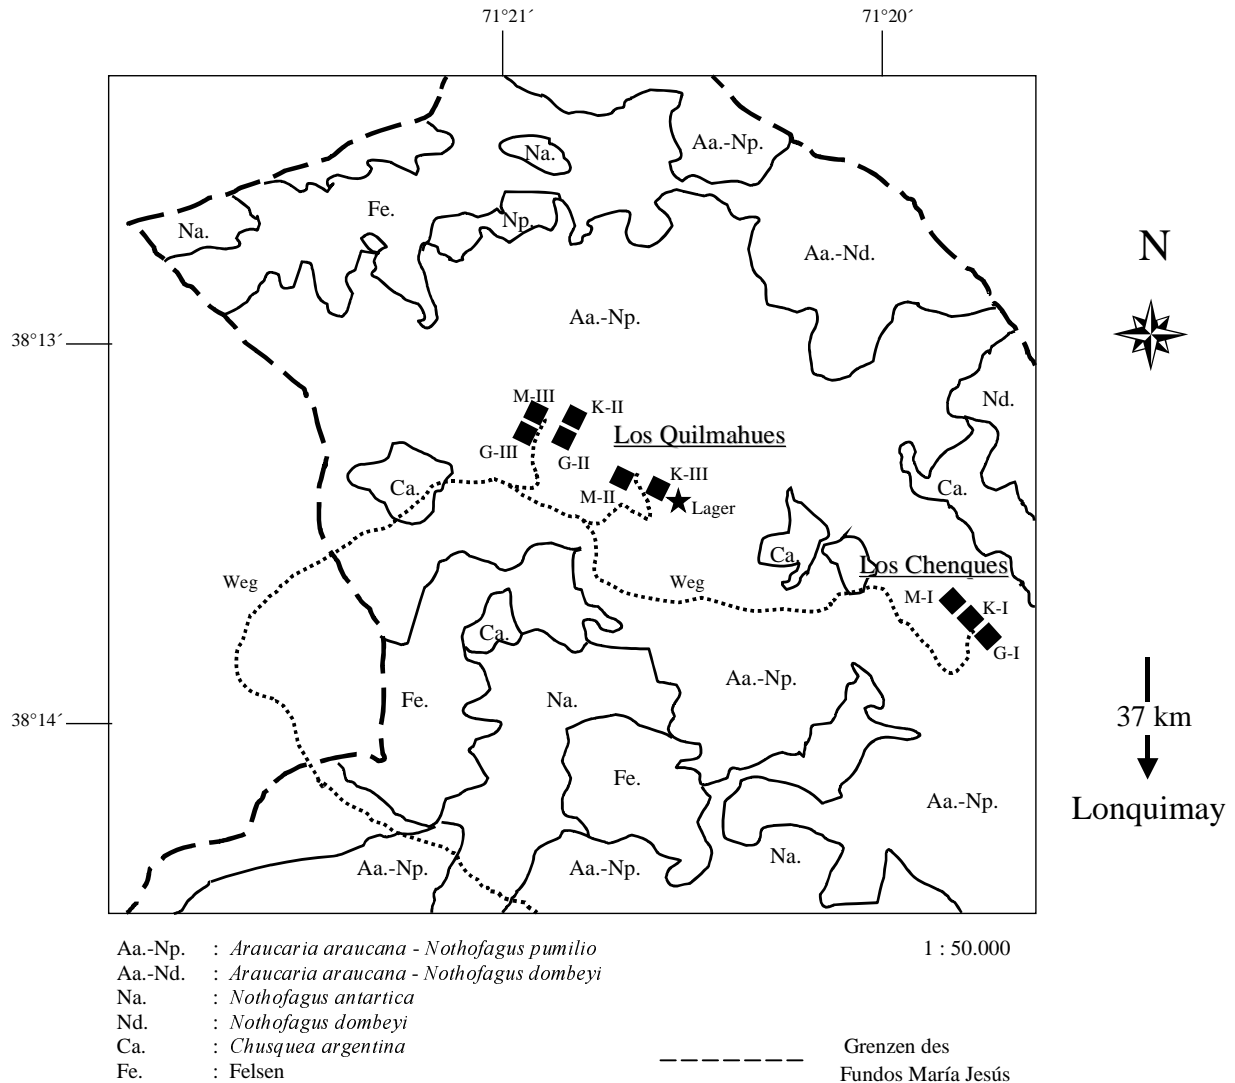 71°21´
71°20´
Aa.-Np.
Na.
Fe.
Np.
Na.
Aa.-Nd.
N
Aa.-Np.
38°13´
M-III
K-II
Nd.
Los Quilmahues
G-III
G-II
K-III
Ca.
M-II
Lager
Ca.
Ca.
Los Chenques
Weg
Weg
M-I
K-I
Ca.
G-I
Aa.-Np.
Fe.
Na.
38°14´
37 km
Fe.
Aa.-Np.
Lonquimay
Aa.-Np.
Aa.-Np.
Na.
Aa.-Np. : Araucaria araucana - Nothofagus pumilio
1 : 50.000
Aa.-Nd. : Araucaria araucana - Nothofagus dombeyi
Na. : Nothofagus antartica
Nd. : Nothofagus dombeyi
Ca. : Chusquea argentina
Fe. : Felsen
Grenzen des
Fundos María Jesús